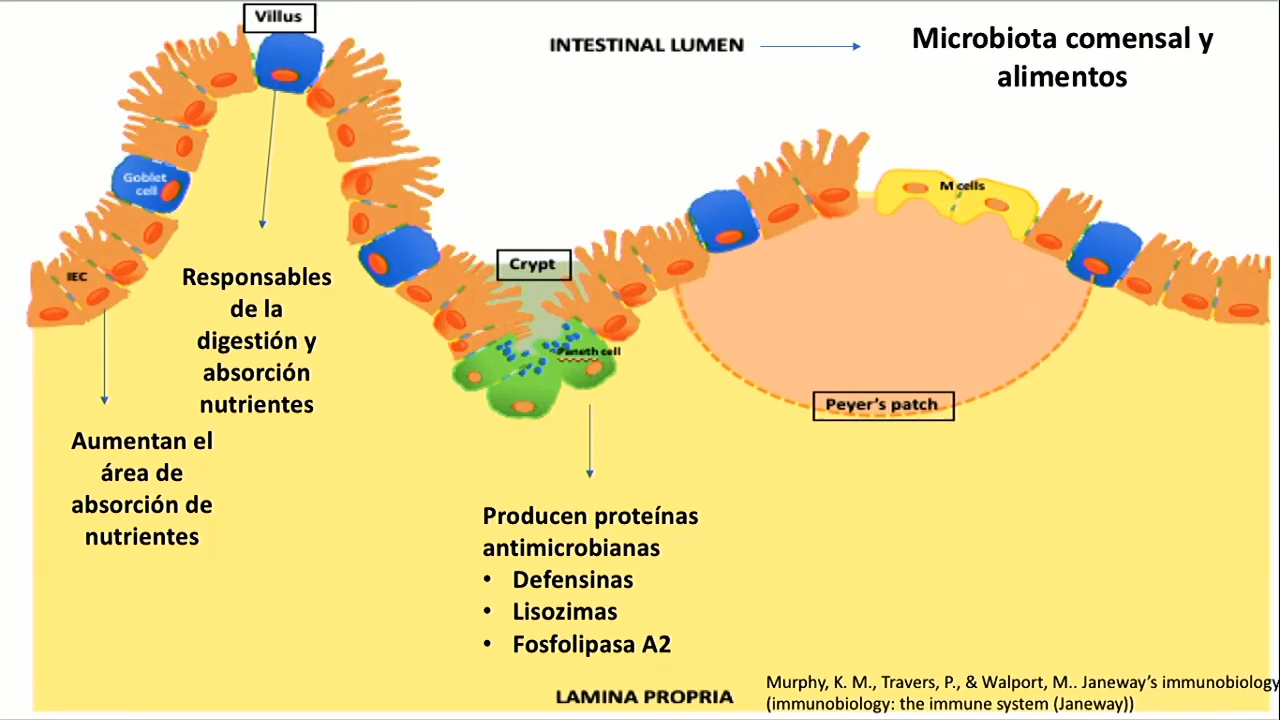 Villus
INTESTINAL LUMEN
Microbiota comensal y
alimentos
Goblet
cell
M cells
IEC
Crypt
Responsables
de la
digestión y
absorción
nutrientes
Paneth cell
Peyer's patch
Aumentan el
área de
absorción de
nutrientes
Producen proteínas
antimicrobianas
• Defensinas
• Lisozimas
• Fosfolipasa A2
LAMINA PROPRIA
Murphy, K. M., Travers, P., & Walport, M.. Janeway's immunobiology
(immunobiology: the immune system (Janeway))